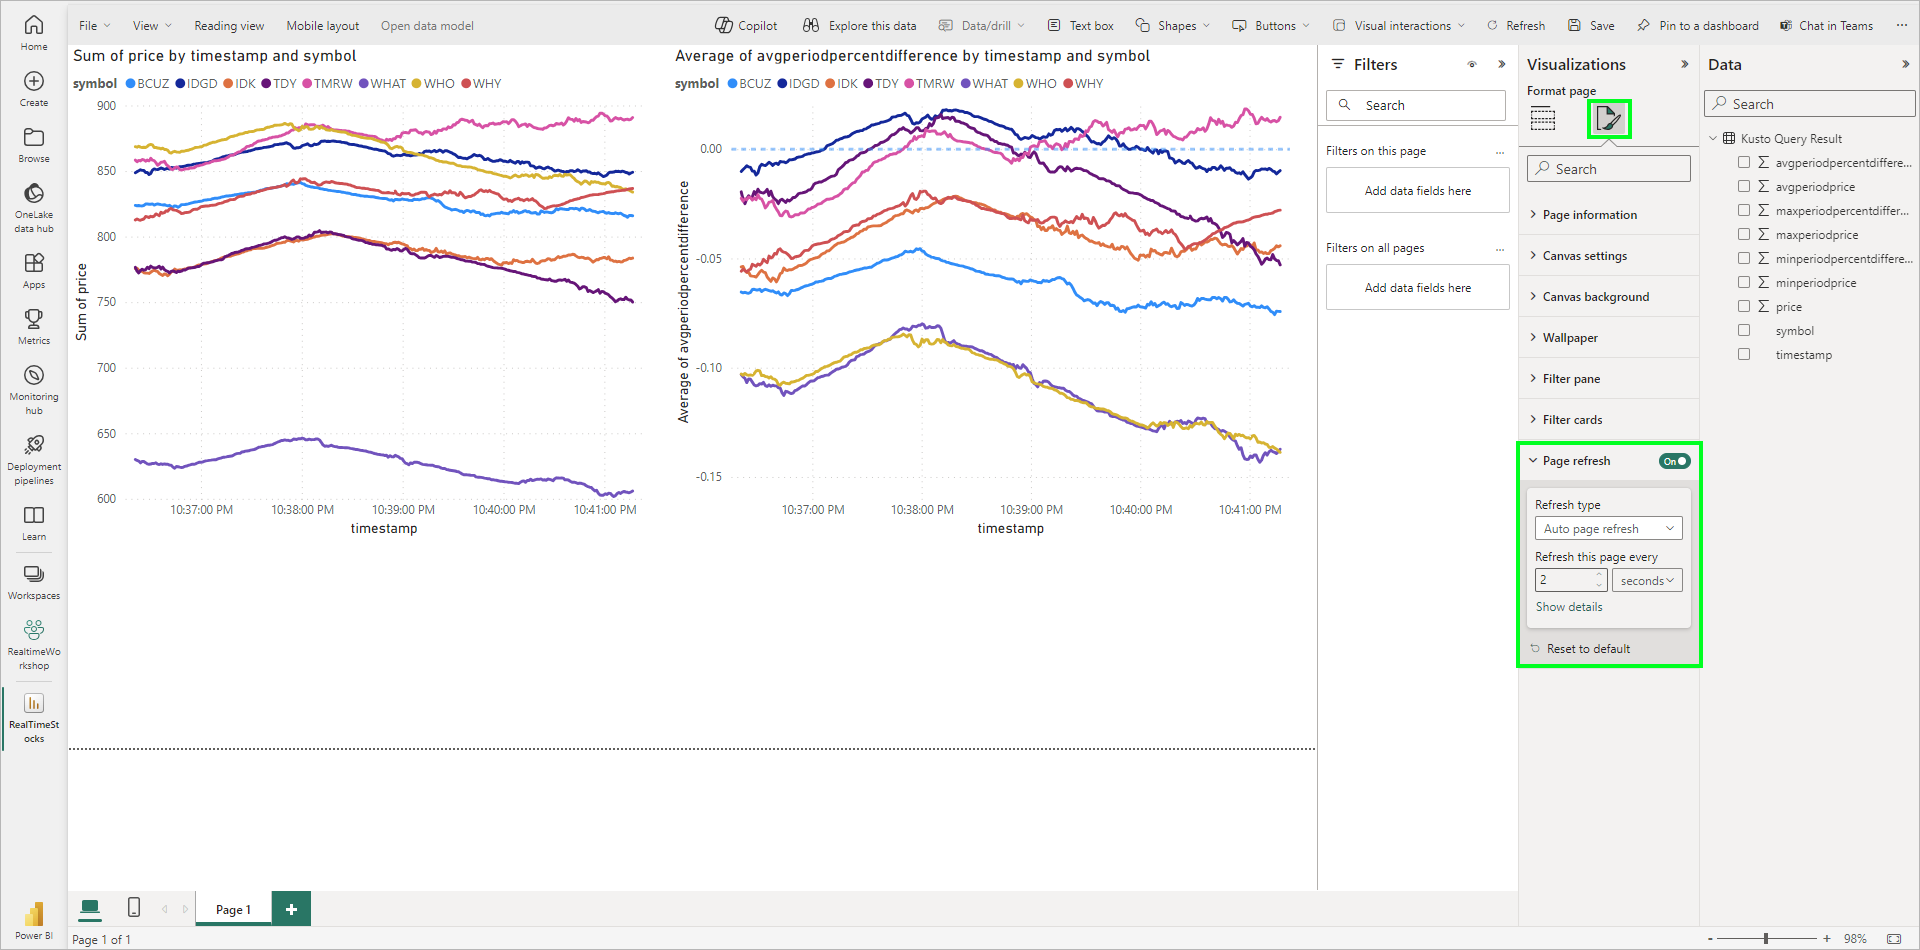 File
View
Reading view
Mobile layout
Open data model
Copilot
Explore this data
Data/drill
Text box
Shapes
Buttons
Visual interactions
Refresh
Save
Pin to a dashboard
Chat in Teams
Home
Create
Browse
OneLake
data hub
Apps
Metrics
Monitoring
hub
Deployment
pipelines
Learn
Workspaces
RealtimeWo
rkshop
RealTimeSt
ocks
Power BI
Sum of price by timestamp and symbol
symbol BCUZ IDGD IDK TDY TMRW WHAT WHO WHY
Sum of price
900
850
800
750
700
650
600
10:37:00 PM 10:38:00 PM 10:39:00 PM 10:40:00 PM 10:41:00 PM
timestamp
Average of avgperiodpercentdifference by timestamp and symbol
symbol BCUZ IDGD IDK TDY TMRW WHAT WHO WHY
Average of avgperiodpercentdifference
0.00
-0.05
-0.10
-0.15
10:37:00 PM 10:38:00 PM 10:39:00 PM 10:40:00 PM 10:41:00 PM
timestamp
Filters
Search
Filters on this page
...
Add data fields here
Filters on all pages
...
Add data fields here
Visualizations
Format page
Search
Page information
Canvas settings
Canvas background
Wallpaper
Filter pane
Filter cards
Page refresh
On
Refresh type
Auto page refresh
Refresh this page every
2
seconds
Show details
Reset to default
Data
Search
Kusto Query Result
avgperiodpercentdiffere...
avgperiodprice
maxperiodpercentdiffer...
maxperiodprice
minperiodpercentdiffere...
minperiodprice
price
symbol
timestamp
Page 1
+
Page 1 of 1
- + 98%